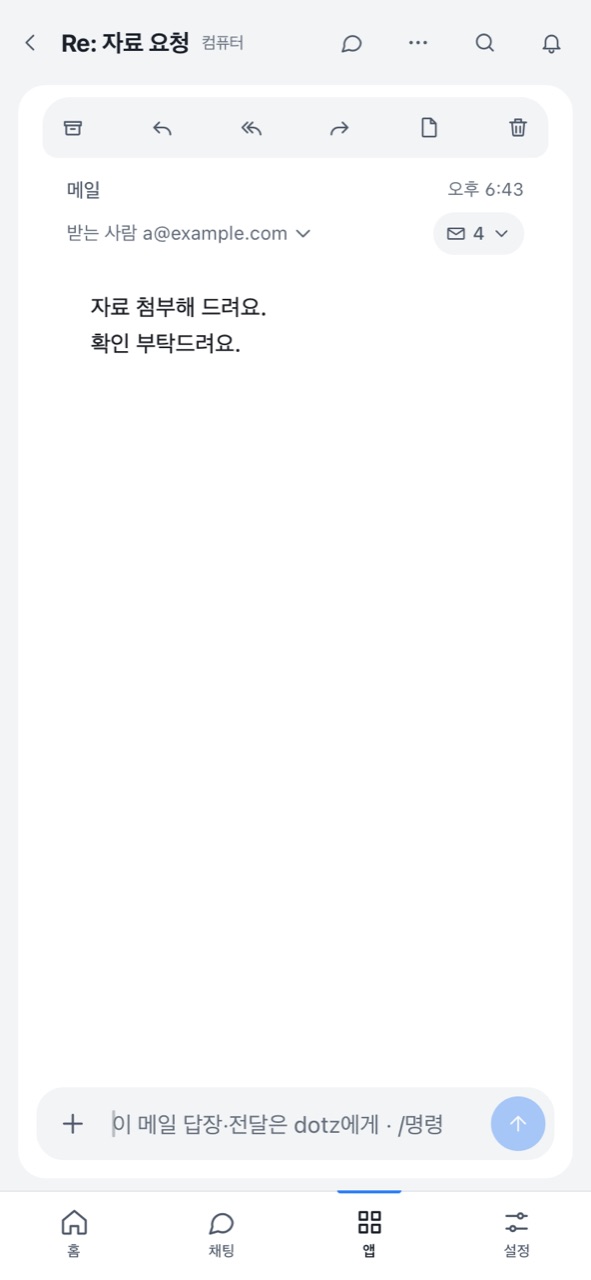 Re: 자료 요청 컴퓨터
메일 오후 6:43
받는 사람 a@example.com 4
자료 첨부해 드려요.
확인 부탁드려요.
이 메일 답장·전달은 dotz에게 · /명령
홈 채팅 앱 설정